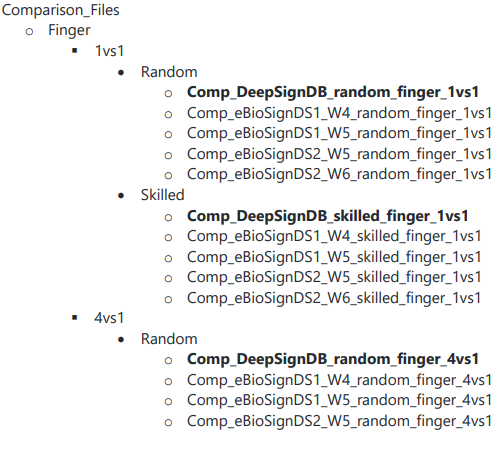 Comparison_Files
Finger
1vs1
Random
Comp_DeepSignDB_random_finger_1vs1
Comp_eBioSignDS1_W4_random_finger_1vs1
Comp_eBioSignDS1_W5_random_finger_1vs1
Comp_eBioSignDS2_W5_random_finger_1vs1
Comp_eBioSignDS2_W6_random_finger_1vs1
Skilled
Comp_DeepSignDB_skilled_finger_1vs1
Comp_eBioSignDS1_W4_skilled_finger_1vs1
Comp_eBioSignDS1_W5_skilled_finger_1vs1
Comp_eBioSignDS2_W5_skilled_finger_1vs1
Comp_eBioSignDS2_W6_skilled_finger_1vs1
4vs1
Random
Comp_DeepSignDB_random_finger_4vs1
Comp_eBioSignDS1_W4_random_finger_4vs1
Comp_eBioSignDS1_W5_random_finger_4vs1
Comp_eBioSignDS2_W5_random_finger_4vs1